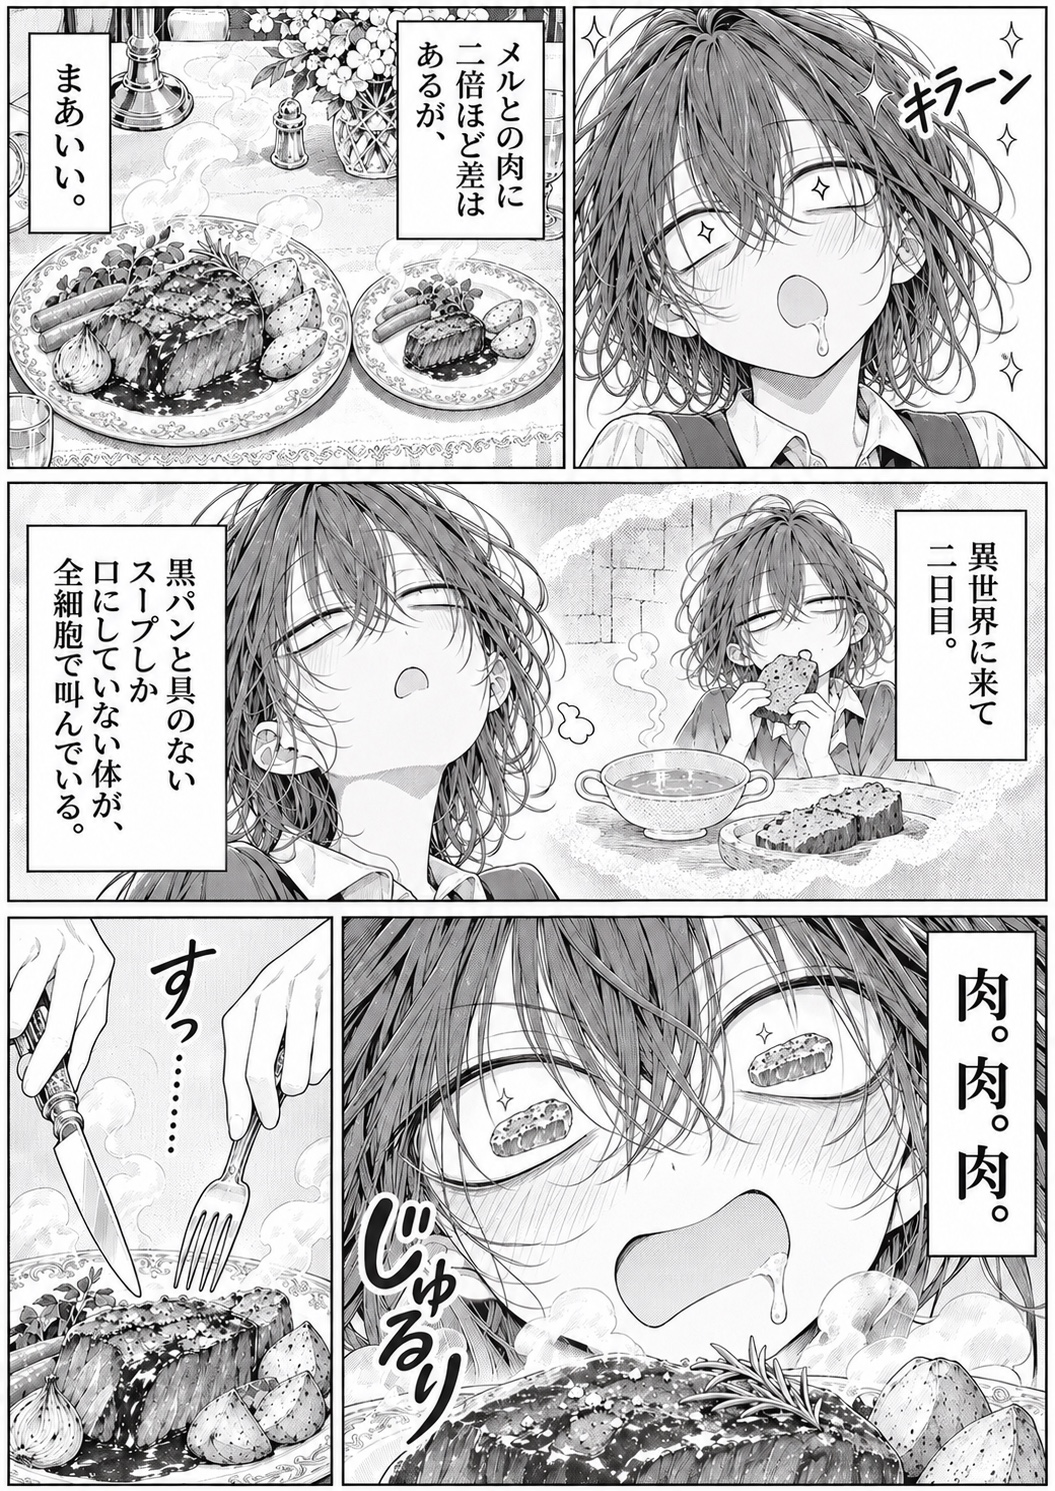 キラーン
メルとの肉に
二倍ほど差は
あるが、
まあいい。
異世界に来て
二日目。
黒パンと具のない
スープしか
口にしていない体が、
全細胞で叫んでいる。
肉。肉。肉。
じゅるり
すっ………